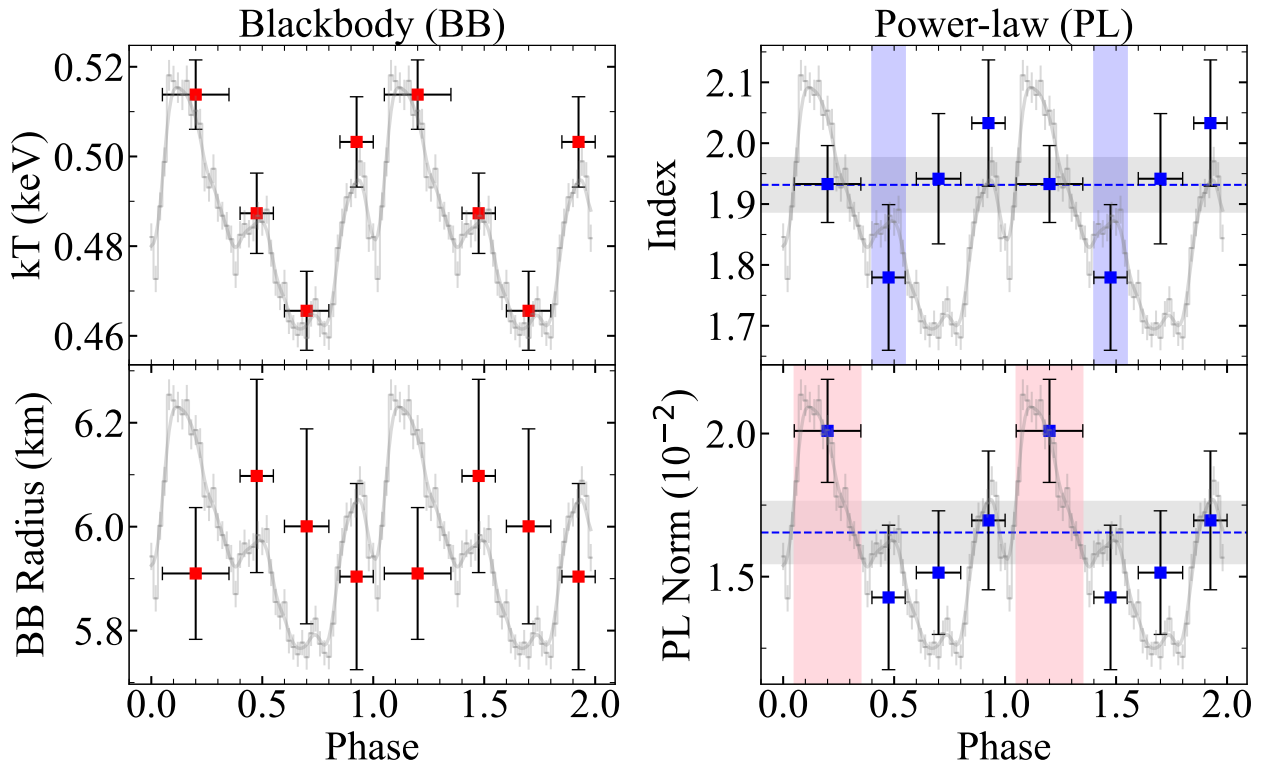 Blackbody (BB)
Power-law (PL)
kT (keV)
0.52
0.50
0.48
0.46
Index
2.1
2.0
1.9
1.8
1.7
BB Radius (km)
6.2
6.0
5.8
PL Norm (10⁻²)
2.0
1.5
0.0 0.5 1.0 1.5 2.0
0.0 0.5 1.0 1.5 2.0
Phase
Phase